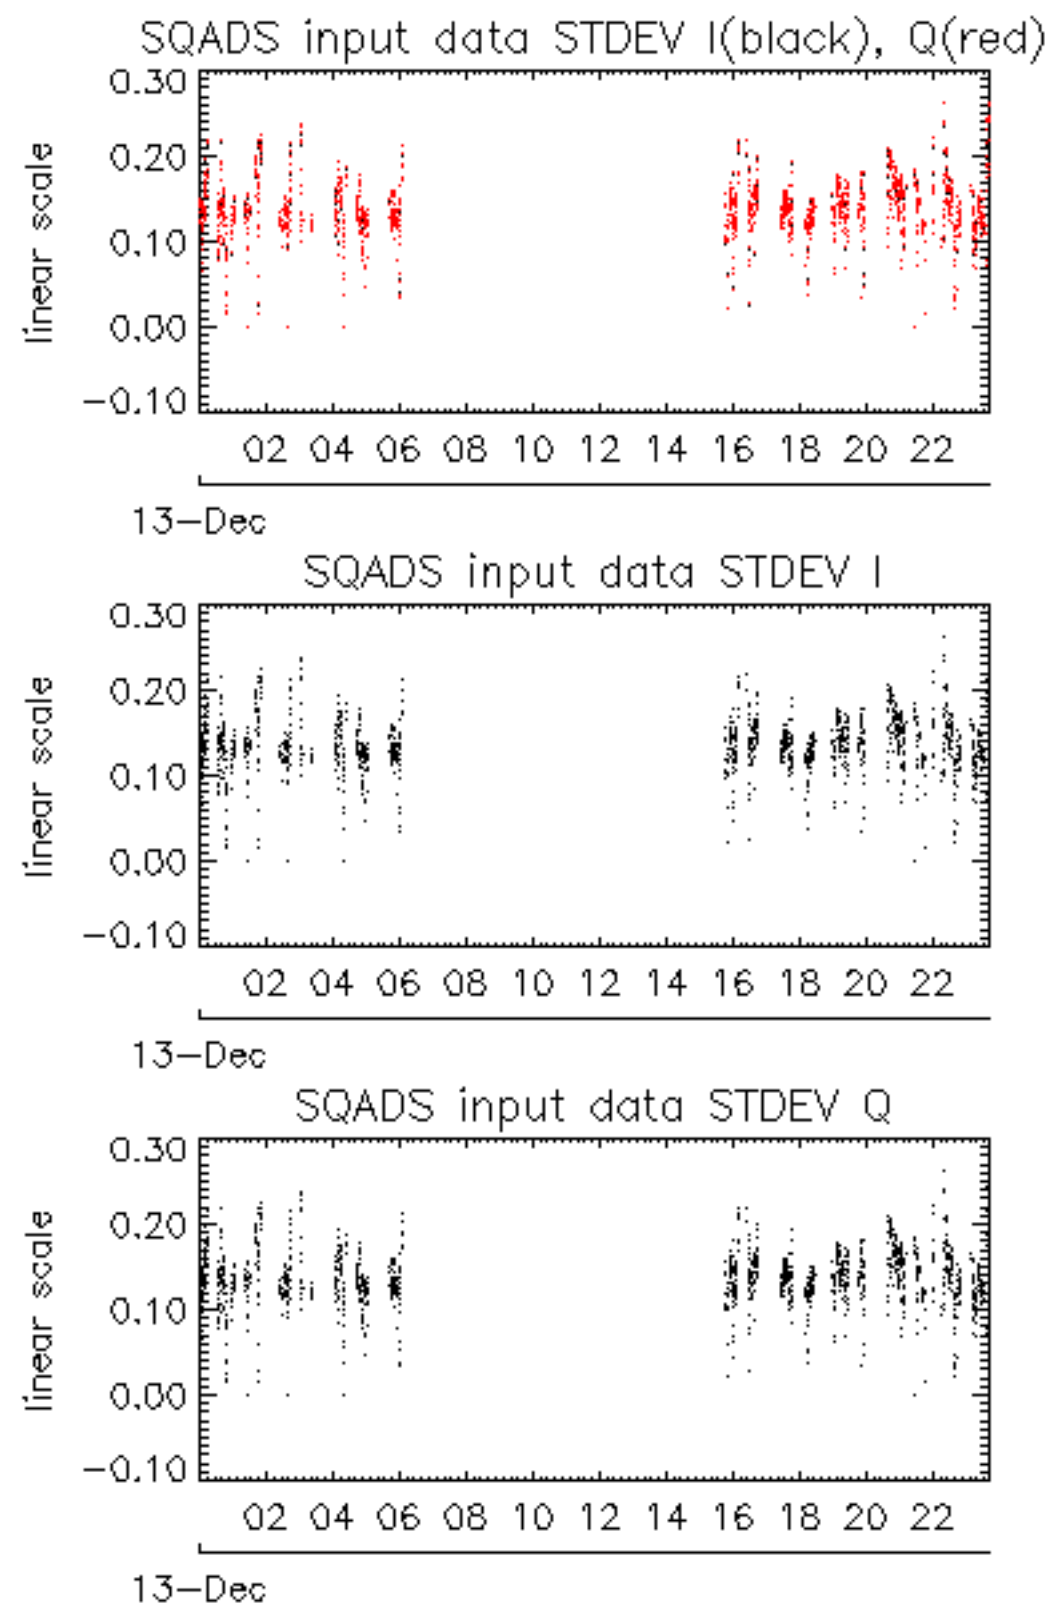 SQADS input data STDEV I(black), Q(red)
0.30
0.20
0.10
0.00
-0.10
linear scale
02 04 06 08 10 12 14 16 18 20 22
13-Dec
SQADS input data STDEV I
0.30
0.20
0.10
0.00
-0.10
linear scale
02 04 06 08 10 12 14 16 18 20 22
13-Dec
SQADS input data STDEV Q
0.30
0.20
0.10
0.00
-0.10
linear scale
02 04 06 08 10 12 14 16 18 20 22
13-Dec